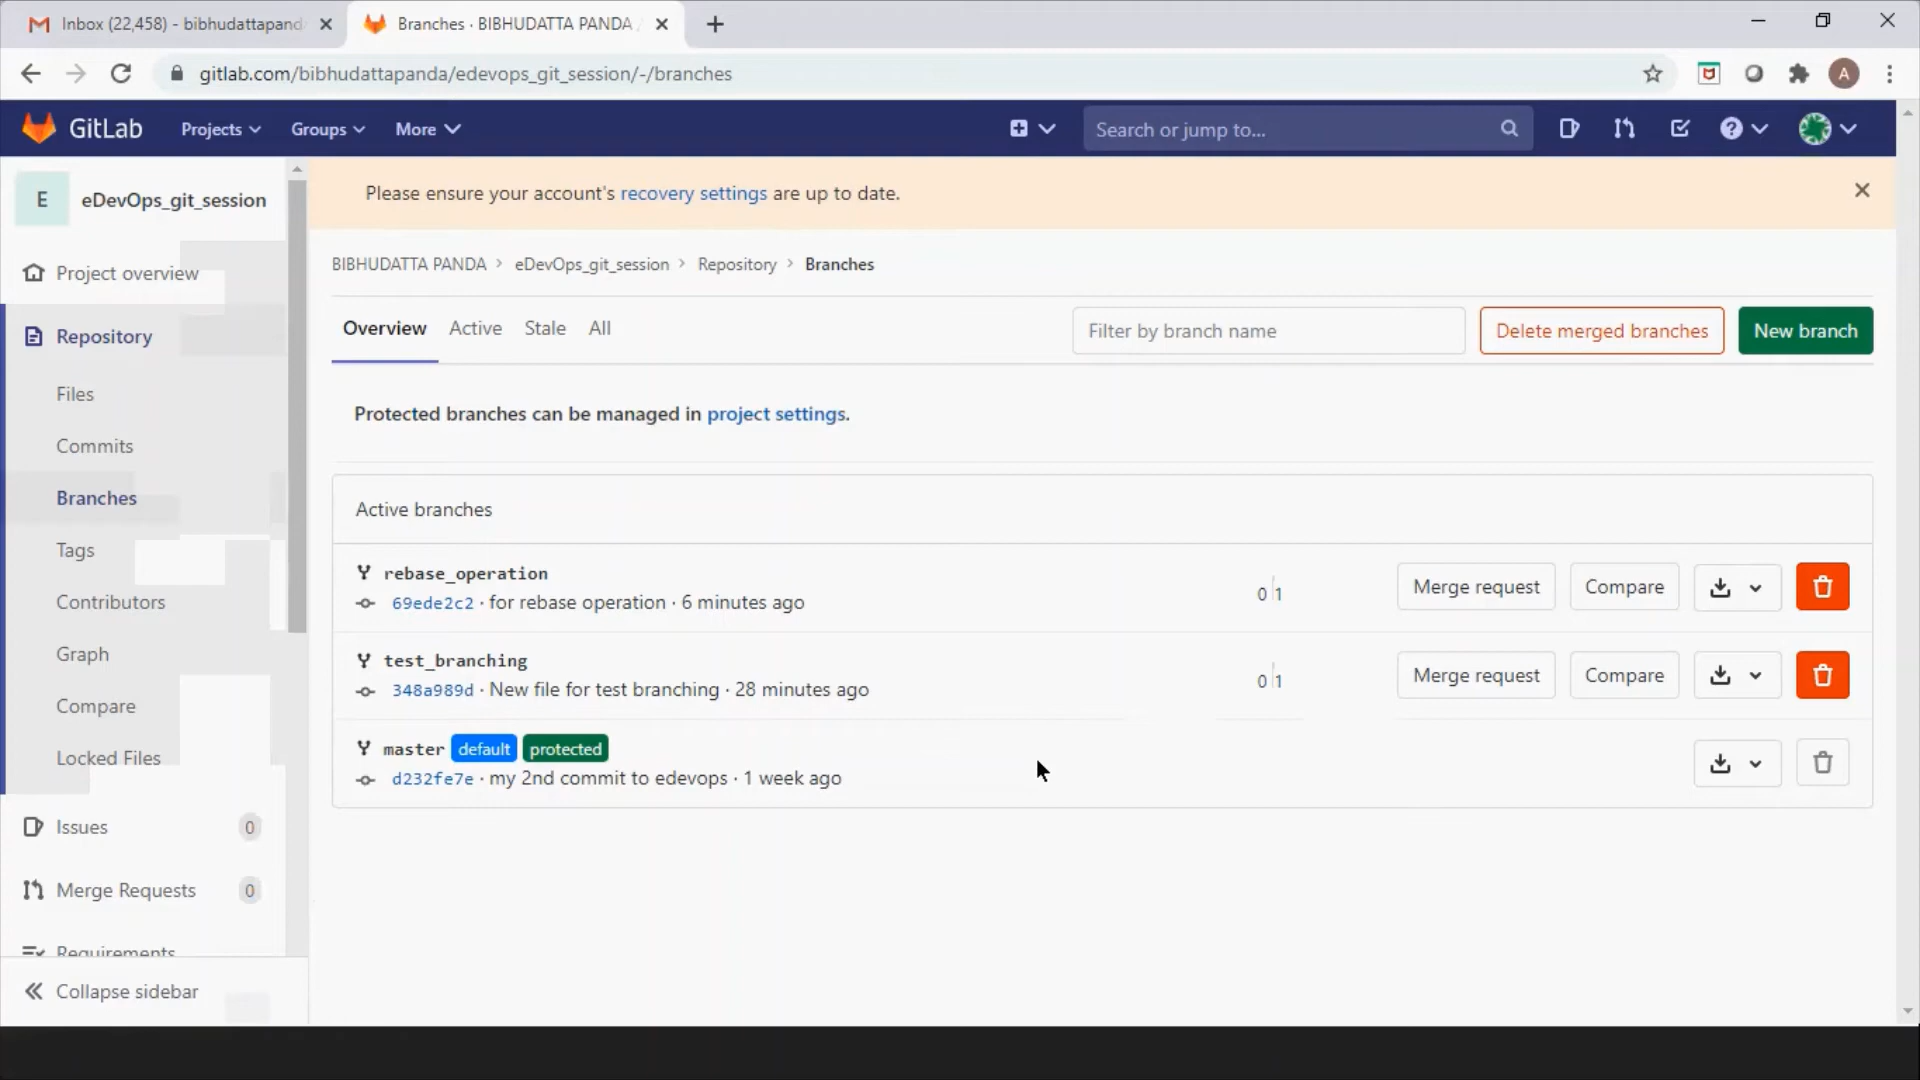 Inbox (22,458) - bibhudattapand
Branches · BIBHUDATTA PANDA /
gitlab.com/bibhudattapanda/edevops_git_session/-/branches
A
GitLab
Projects
Groups
More
Search or jump to...
E
eDevOps_git_session
Project overview
Repository
Files
Commits
Branches
Tags
Contributors
Graph
Compare
Locked Files
Issues 0
Merge Requests 0
Requirements
Collapse sidebar
Please ensure your account's recovery settings are up to date.
BIBHUDATTA PANDA > eDevOps_git_session > Repository > Branches
Overview Active Stale All
Filter by branch name
Delete merged branches
New branch
Protected branches can be managed in project settings.
Active branches
rebase_operation
69ede2c2 · for rebase operation · 6 minutes ago
0 1
Merge request
Compare
test_branching
348a989d · New file for test branching · 28 minutes ago
0 1
Merge request
Compare
master default protected
d232fe7e · my 2nd commit to edevops · 1 week ago